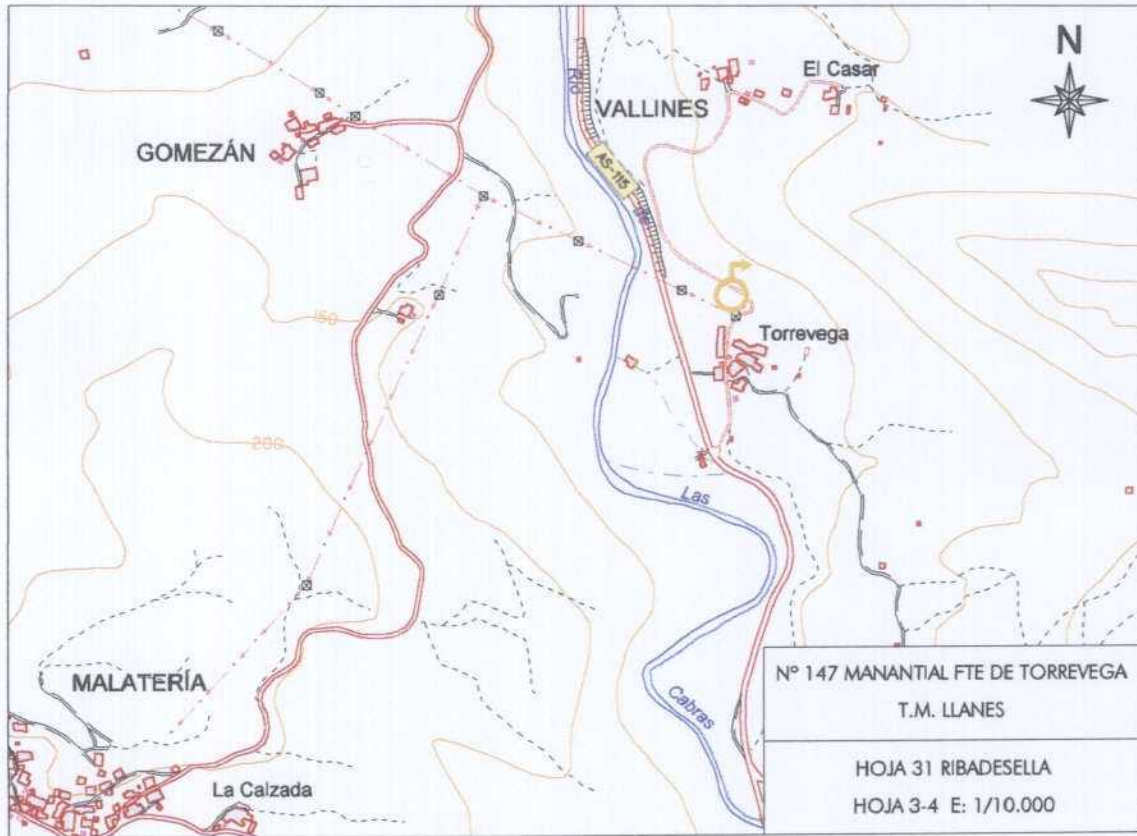 N
El Casar
Río
VALLINES
GOMEZÁN
AS-115
150
Torrevega
200
Las
MALATERÍA
Cabras
La Calzada
Nº 147 MANANTIAL FTE DE TORREVEGA
T.M. LLANES
HOJA 31 RIBADESELLA
HOJA 3-4 E: 1/10.000